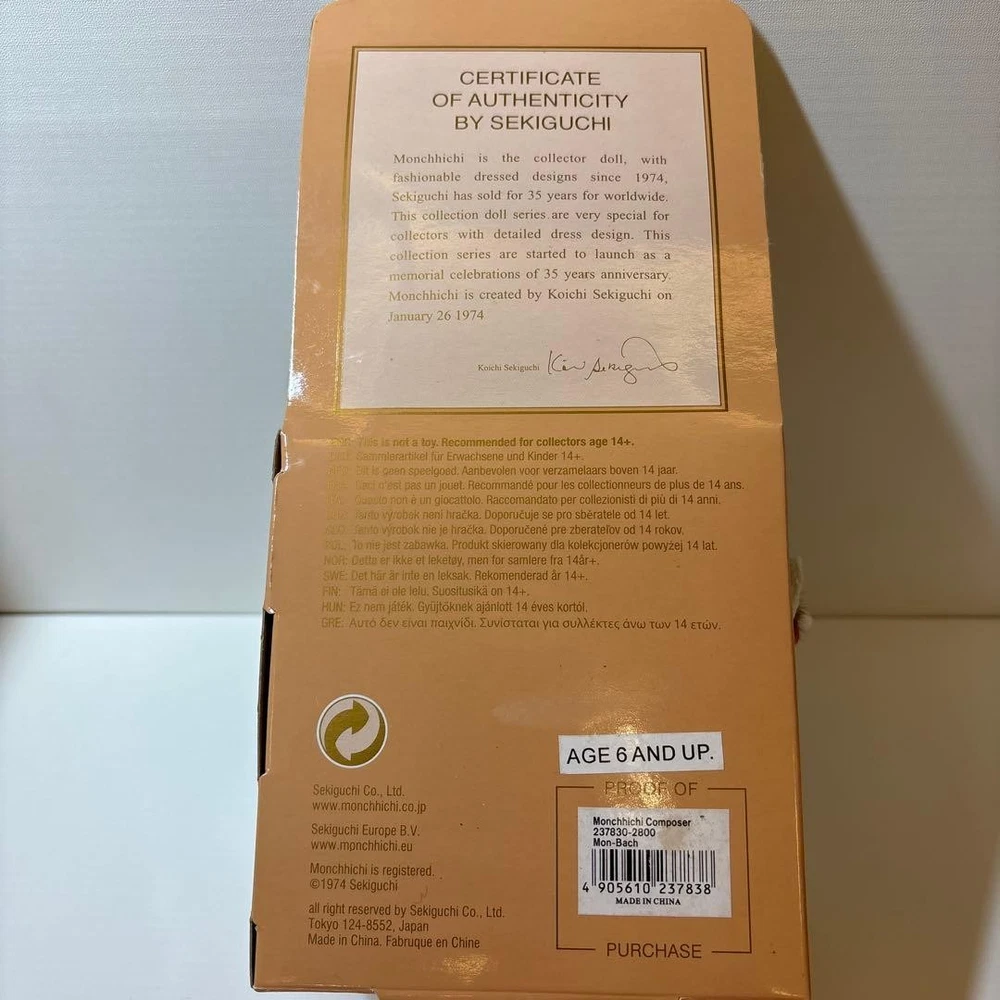 CERTIFICATE
OF AUTHENTICITY
BY SEKIGUCHI
Monchhichi is the collector doll, with
fashionable dressed designs since 1974,
Sekiguchi has sold for 35 years for worldwide.
This collection doll series are very special for
collectors with detailed dress design. This
collection series are started to launch as a
memorial celebrations of 35 years anniversary.
Monchhichi is created by Koichi Sekiguchi on
January 26 1974
Koichi Sekiguchi
This is not a toy. Recommended for collectors age 14+.
Sammlerartikel für Erwachsene und Kinder 14+.
Dit is geen speelgoed. Aanbevolen voor verzamelaars boven 14 jaar.
Ceci n'est pas un jouet. Recommandé pour les collectionneurs de plus de 14 ans.
Questo non è un giocattolo. Raccomandato per collezionisti di più di 14 anni.
Tanto výrobek není hračka. Doporučuje se pro sběratele od 14 let.
Tanto výrobok nie je hračka. Doporučené pre zberateľov od 14 rokov.
POL: To nie jest zabawka. Produkt skierowany dla kolekcjonerów powyżej 14 lat.
NOR: Dette er ikke et leketøy, men for samlere fra 14år+.
SWE: Det här är inte en leksak. Rekomenderad år 14+.
FIN: Tämä ei ole lelu. Suositusikä on 14+.
HUN: Ez nem játék. Gyűjtőknek ajánlott 14 éves kortól.
GRE: Αυτό δεν είναι παιχνίδι. Συνίσταται για συλλέκτες άνω των 14 ετών.
AGE 6 AND UP.
PROOF OF
Monchhichi Composer
237830-2800
Mon-Bach
4 905610 237838
MADE IN CHINA
PURCHASE
Sekiguchi Co., Ltd.
www.monchhichi.co.jp
Sekiguchi Europe B.V.
www.monchhichi.eu
Monchhichi is registered.
©1974 Sekiguchi
all right reserved by Sekiguchi Co., Ltd.
Tokyo 124-8552, Japan
Made in China. Fabruque en Chine